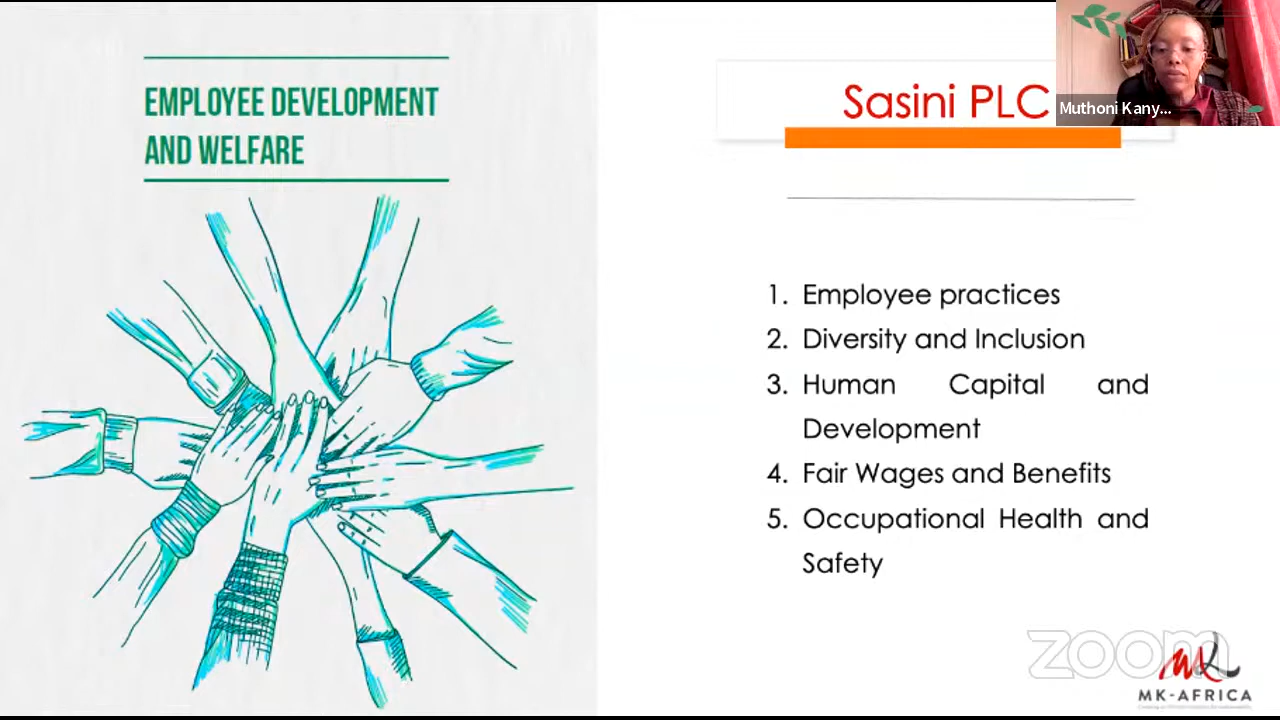 EMPLOYEE DEVELOPMENT
AND WELFARE
Sasini PLC
Muthoni Kany...
1. Employee practices
2. Diversity and Inclusion
3. Human Capital and
Development
4. Fair Wages and Benefits
5. Occupational Health and
Safety
zoom
MK-AFRICA